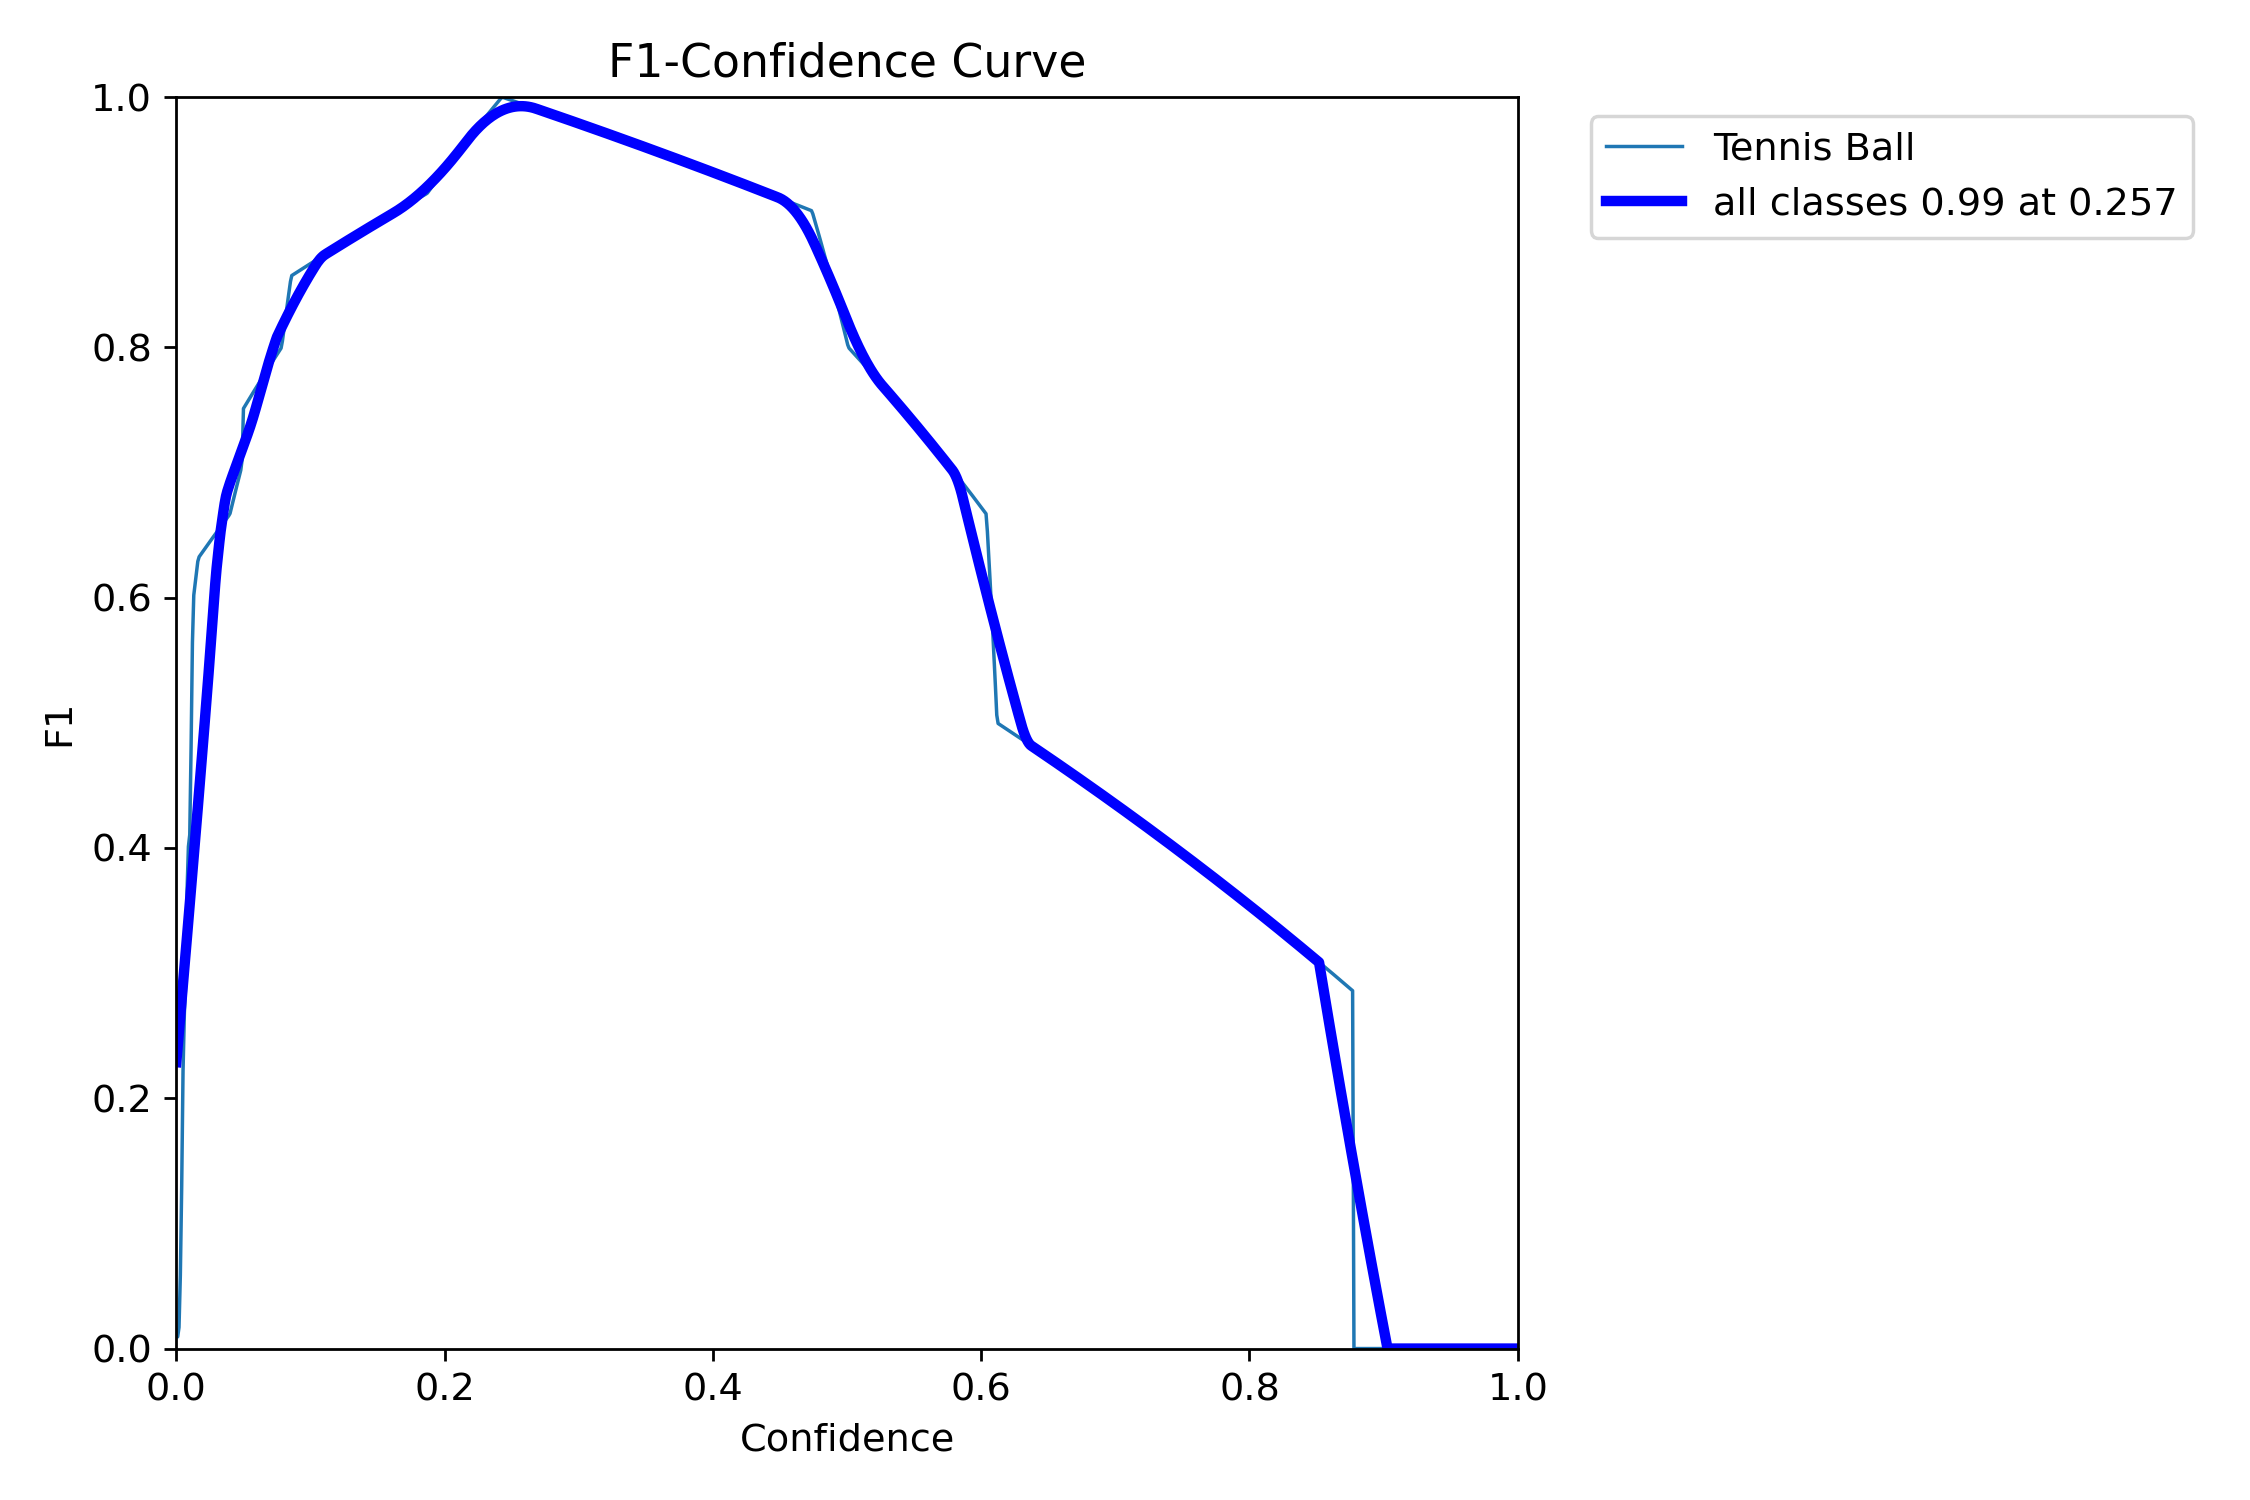 F1-Confidence Curve
Tennis Ball
all classes 0.99 at 0.257
F1
1.0
0.8
0.6
0.4
0.2
0.0
0.0 0.2 0.4 0.6 0.8 1.0
Confidence